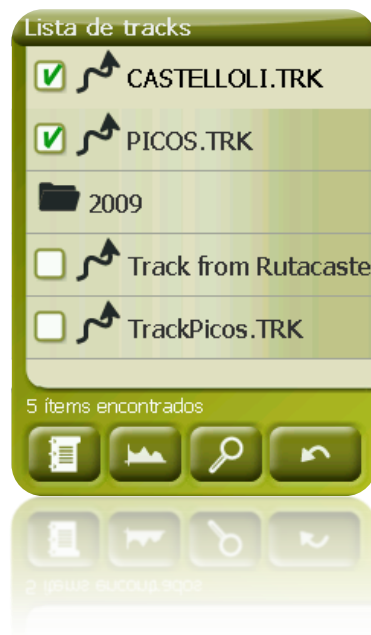 Lista de tracks
CASTELLOLI.TRK
PICOS.TRK
2009
Track from Rutacaste
TrackPicos.TRK
5 ítems encontrados